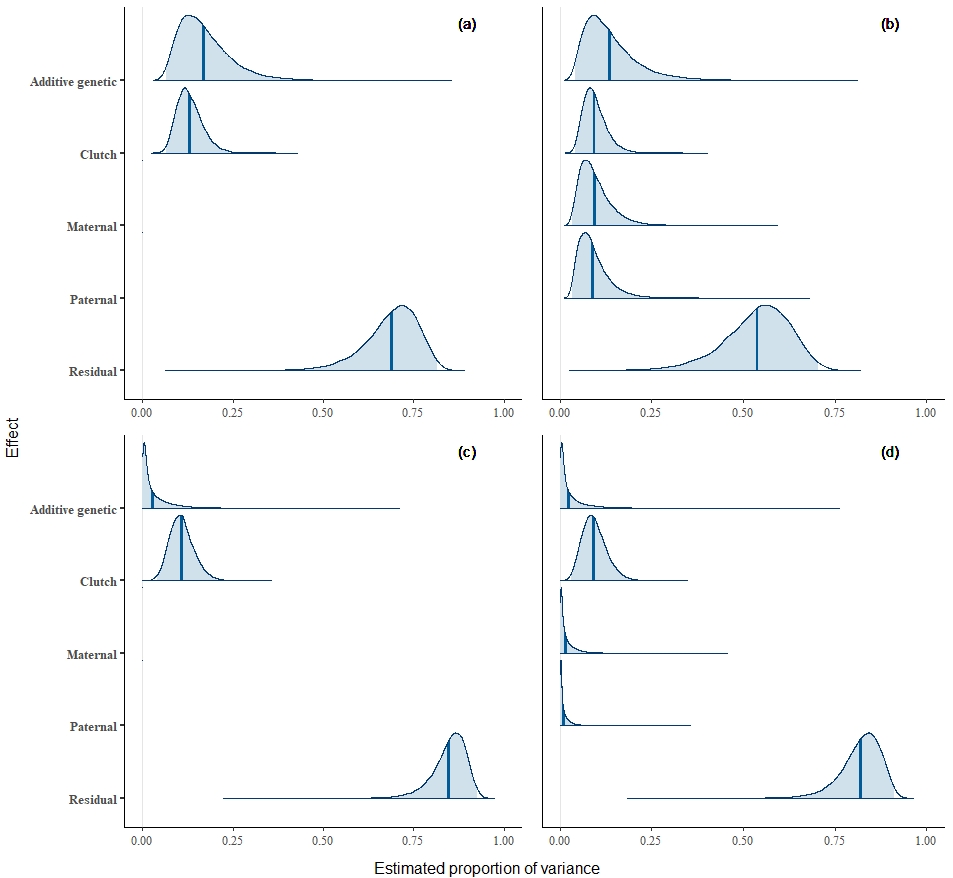 (a)
(b)
Additive genetic
Clutch
Maternal
Paternal
Residual
0.00 0.25 0.50 0.75 1.00
0.00 0.25 0.50 0.75 1.00
Effect
(c)
(d)
Additive genetic
Clutch
Maternal
Paternal
Residual
0.00 0.25 0.50 0.75 1.00
0.00 0.25 0.50 0.75 1.00
Estimated proportion of variance